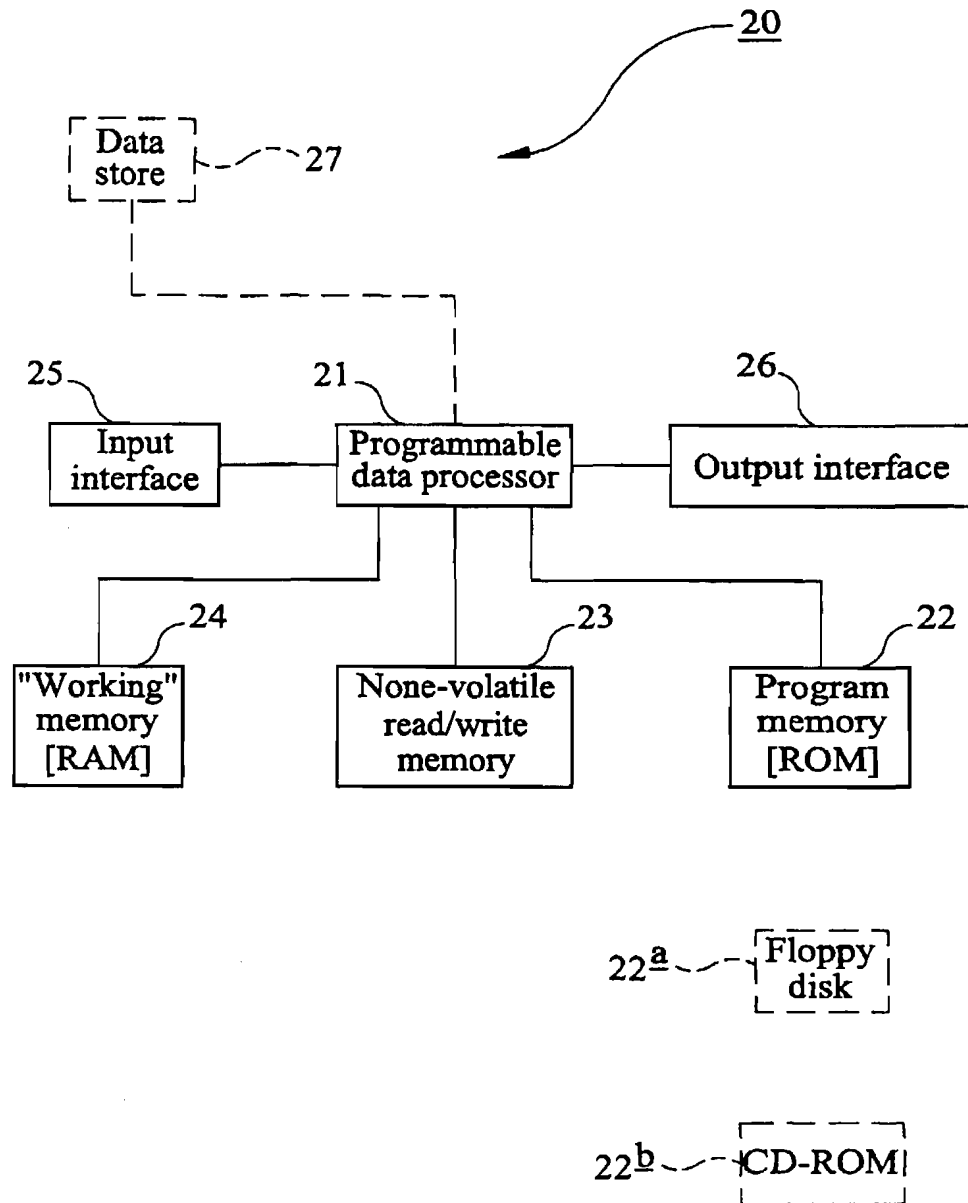 20
Data
store
27
25
21
26
Input
interface
Programmable
data processor
Output interface
24
23
22
"Working"
memory
[RAM]
None-volatile
read/write
memory
Program
memory
[ROM]
22a
Floppy
disk
22b
CD-ROM